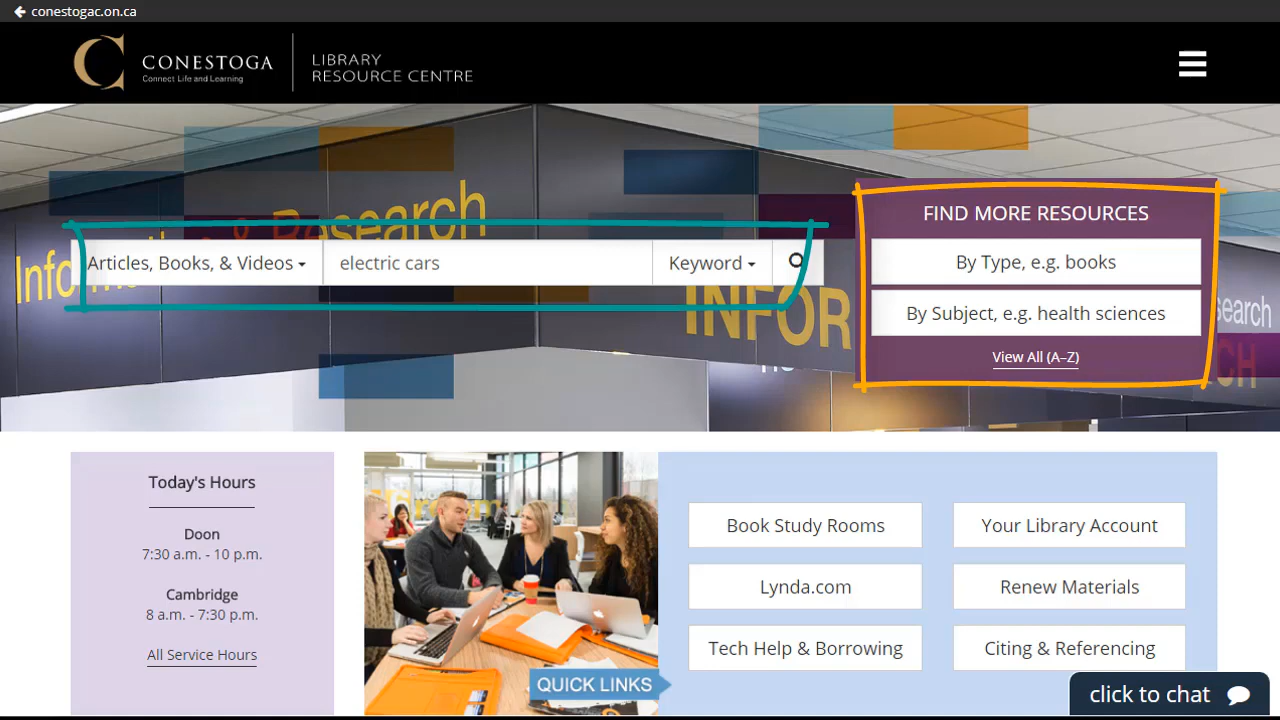 conestogac.on.ca
CONESTOGA
Connect Life and Learning
LIBRARY
RESOURCE CENTRE
Information & Research
INFOR
Articles, Books, & Videos
electric cars
Keyword
FIND MORE RESOURCES
By Type, e.g. books
By Subject, e.g. health sciences
View All (A–Z)
Today's Hours
Doon
7:30 a.m. - 10 p.m.
Cambridge
8 a.m. - 7:30 p.m.
All Service Hours
QUICK LINKS
Book Study Rooms
Your Library Account
Lynda.com
Renew Materials
Tech Help & Borrowing
Citing & Referencing
click to chat